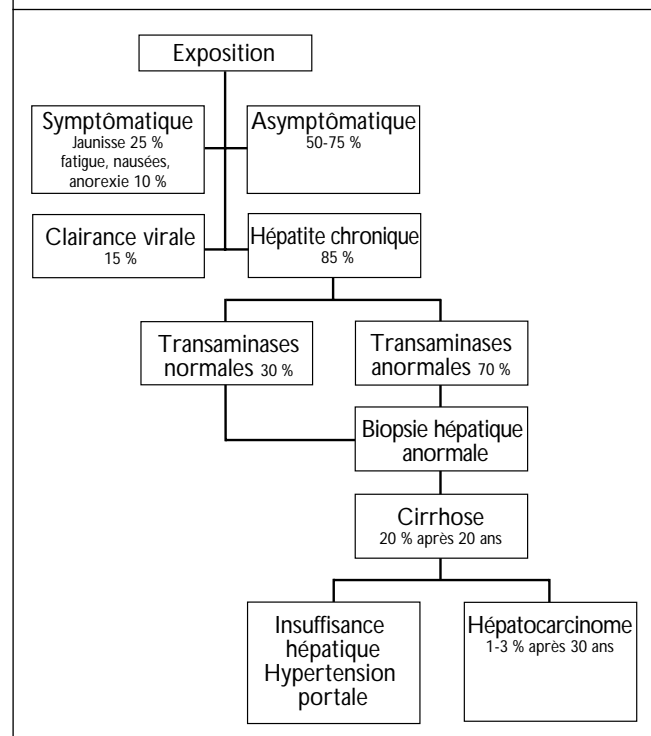 Exposition
Symptômatique
Jaunisse 25 %
fatigue, nausées,
anorexie 10 %
Asymptômatique
50-75 %
Clairance virale
15 %
Hépatite chronique
85 %
Transaminases
normales 30 %
Transaminases
anormales 70 %
Biopsie hépatique
anormale
Cirrhose
20 % après 20 ans
Insuffisance
hépatique
Hypertension
portale
Hépatocarcinome
1-3 % après 30 ans